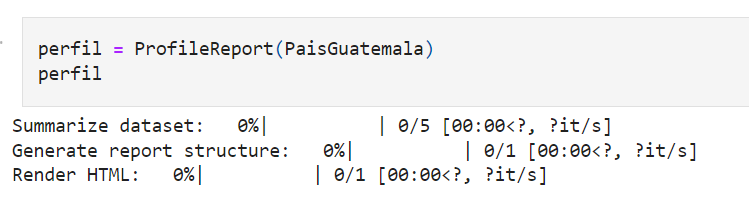 perfil = ProfileReport(PaisGuatemala)
perfil
Summarize dataset:   0%|          | 0/5 [00:00<?, ?it/s]
Generate report structure:   0%|          | 0/1 [00:00<?, ?it/s]
Render HTML:   0%|          | 0/1 [00:00<?, ?it/s]